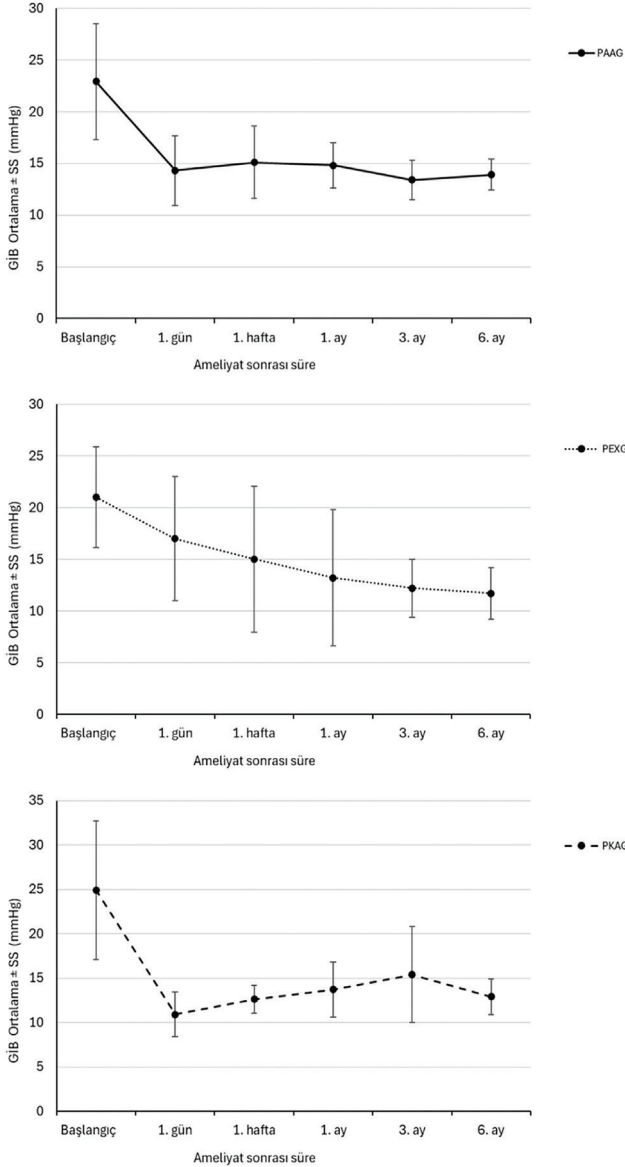 30
25
20
15
10
5
0
GİB Ortalama ± SS (mmHg)
PAAG
Başlangıç 1. gün 1. hafta 1. ay 3. ay 6. ay
Ameliyat sonrası süre
30
25
20
15
10
5
0
GİB Ortalama ± SS (mmHg)
PEXG
Başlangıç 1. gün 1. hafta 1. ay 3. ay 6. ay
Ameliyat sonrası süre
35
30
25
20
15
10
5
0
GİB Ortalama ± SS (mmHg)
PKAG
Başlangıç 1. gün 1. hafta 1. ay 3. ay 6. ay
Ameliyat sonrası süre